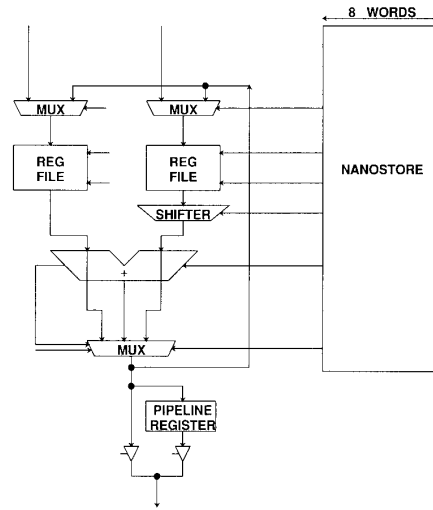 8 WORDS
MUX
MUX
REG
FILE
REG
FILE
NANOSTORE
SHIFTER
+
MUX
PIPELINE
REGISTER